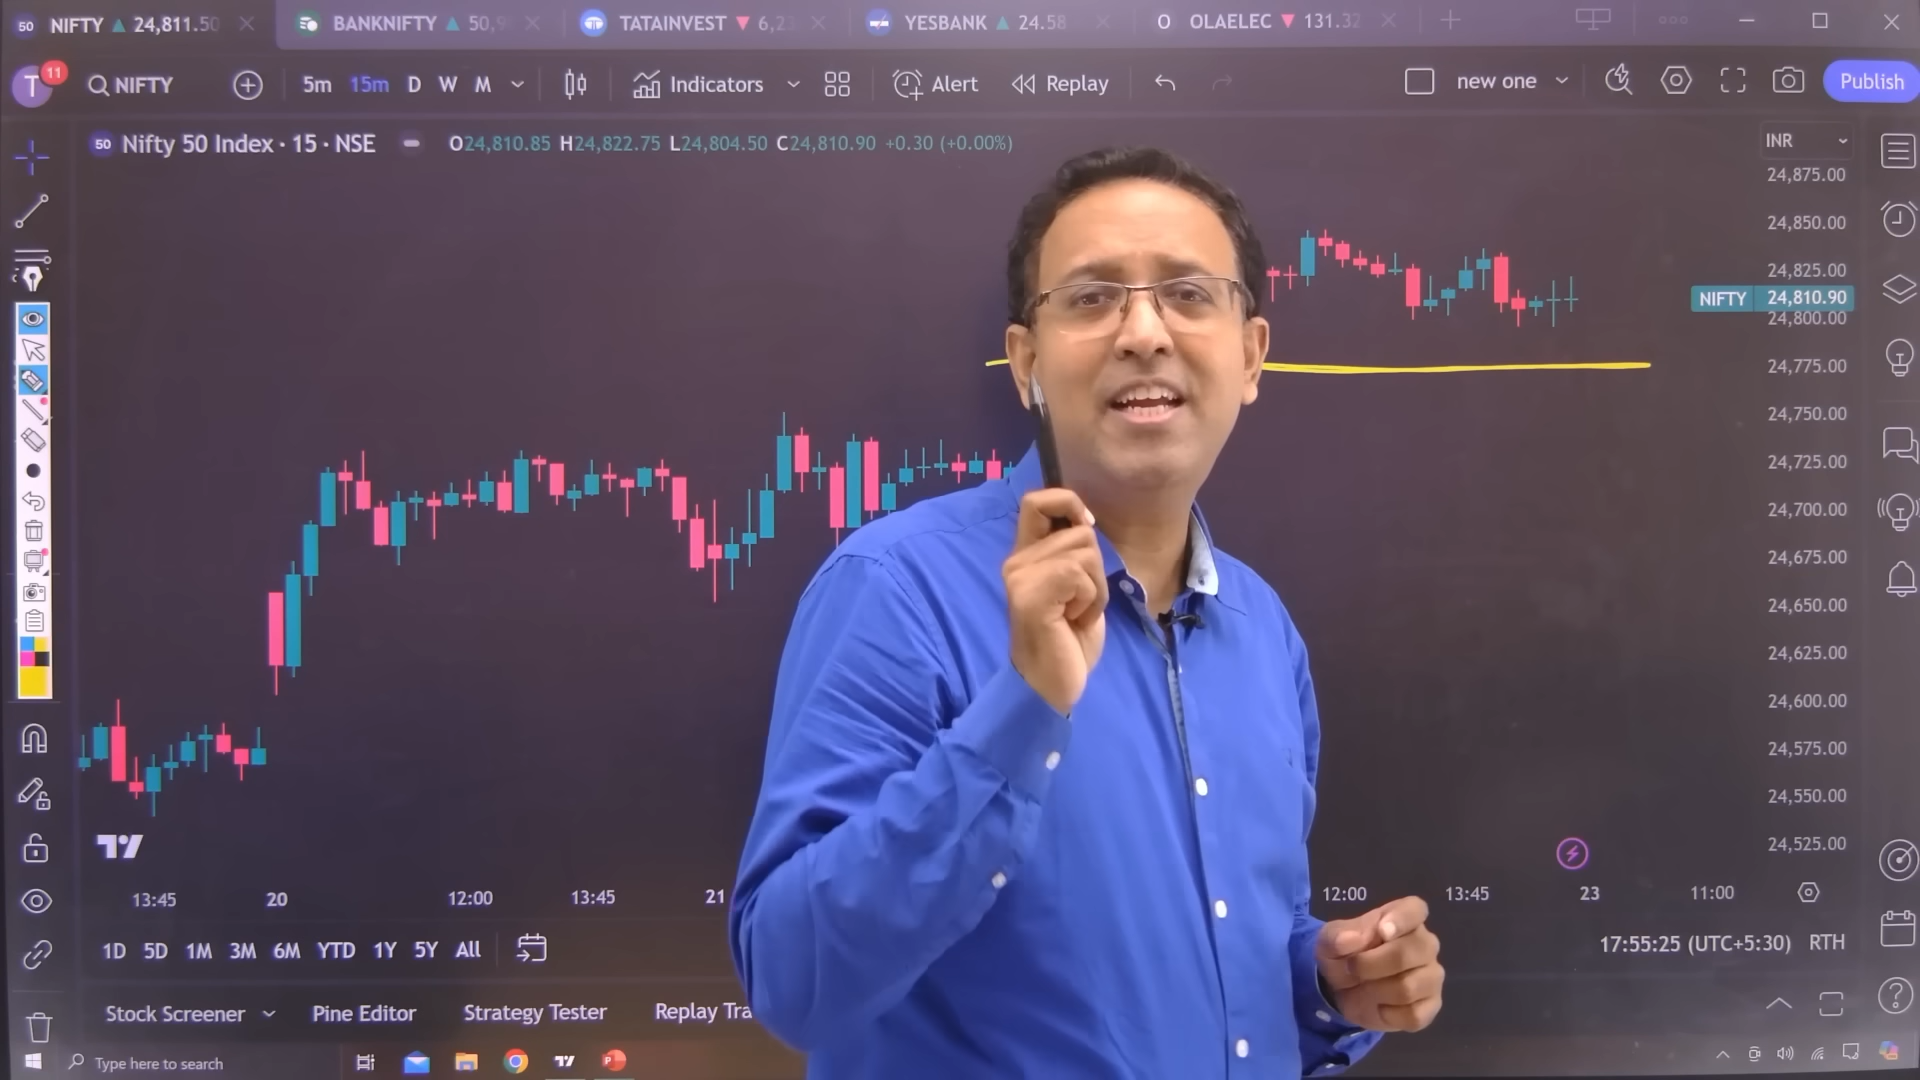 50 NIFTY ▲ 24,811.50
BANKNIFTY ▲ 50,9
TATAINVEST ▼ 6,23
YESBANK ▲ 24.58
O OLAELEC ▼ 131.32
T 11
NIFTY
5m 15m D W M
Indicators
Alert
Replay
new one
Publish
50 Nifty 50 Index · 15 · NSE
O24,810.85 H24,822.75 L24,804.50 C24,810.90 +0.30 (+0.00%)
INR
24,875.00
24,850.00
24,825.00
NIFTY 24,810.90
24,800.00
24,775.00
24,750.00
24,725.00
24,700.00
24,675.00
24,650.00
24,625.00
24,600.00
24,575.00
24,550.00
24,525.00
13:45 20 12:00 13:45 21 12:00 13:45 23 11:00
1D 5D 1M 3M 6M YTD 1Y 5Y All
17:55:25 (UTC+5:30) RTH
Stock Screener Pine Editor Strategy Tester Replay Tra
Type here to search